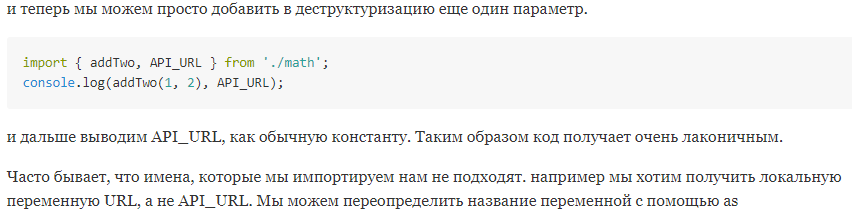 и теперь мы можем просто добавить в деструктуризацию еще один параметр.
import { addTwo, API_URL } from './math';
console.log(addTwo(1, 2), API_URL);
и дальше выводим API_URL, как обычную константу. Таким образом код получает очень лаконичным.
Часто бывает, что имена, которые мы импортируем нам не подходят. например мы хотим получить локальную
переменную URL, а не API_URL. Мы можем переопределить название переменной с помощью as